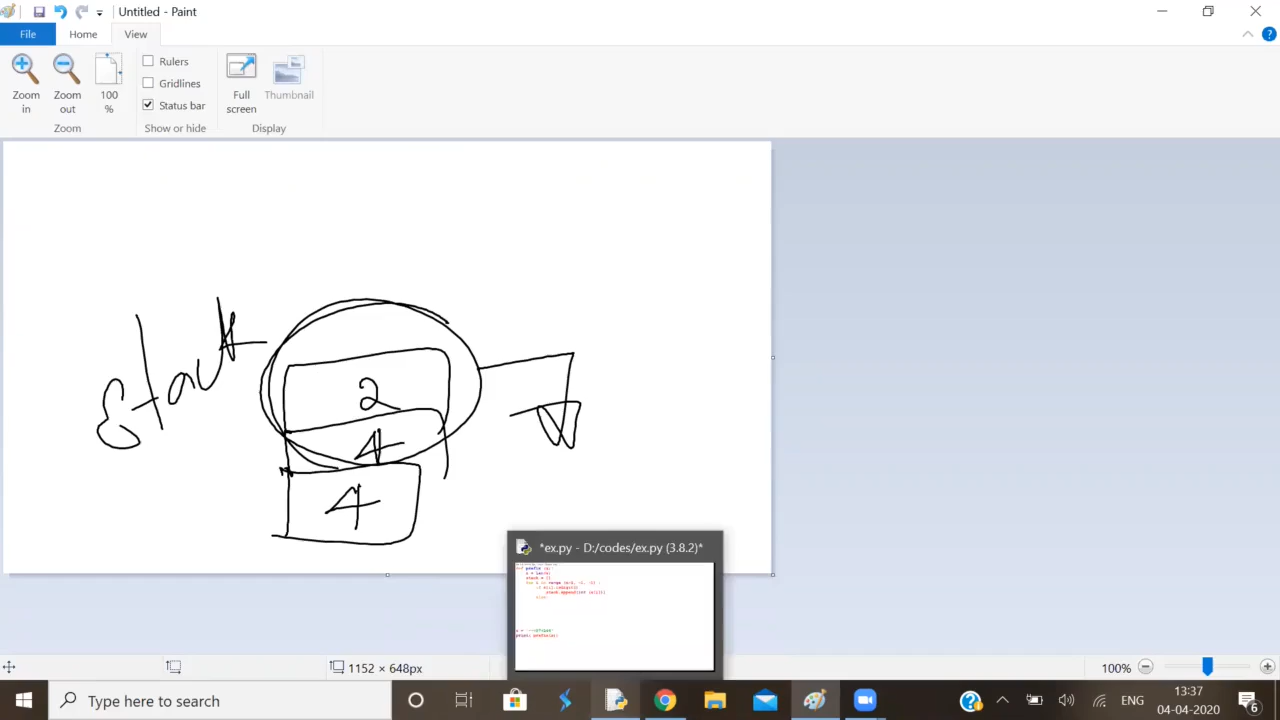 Untitled - Paint
File Home View
Rulers
Gridlines
Status bar
Zoom in
Zoom out
100 %
Full screen
Thumbnail
Zoom
Show or hide
Display
Stack
2
4
4
*ex.py - D:/codes/ex.py (3.8.2)*
1152 × 648px
100%
Type here to search
ENG
13:37
04-04-2020
6